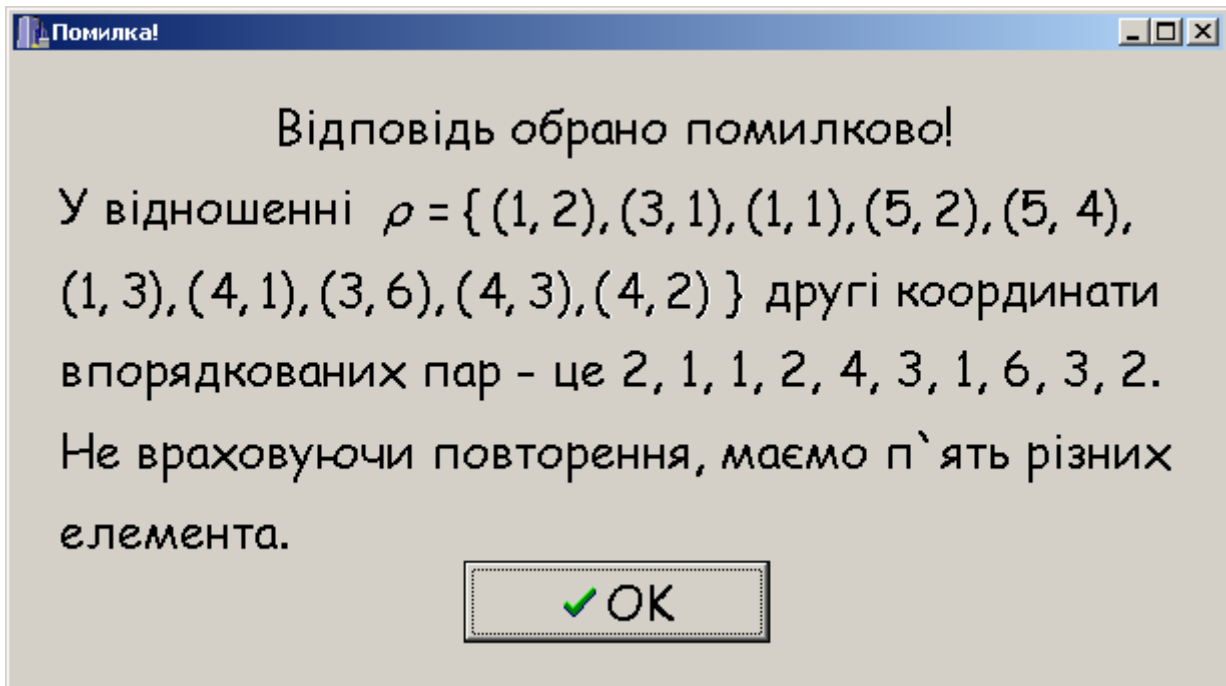 Помилка!
Відповідь обрано помилково!
У відношенні ρ = { (1, 2), (3, 1), (1, 1), (5, 2), (5, 4),
(1, 3), (4, 1), (3, 6), (4, 3), (4, 2) } другі координати
впорядкованих пар - це 2, 1, 1, 2, 4, 3, 1, 6, 3, 2.
Не враховуючи повторення, маємо п`ять різних
елемента.
OK